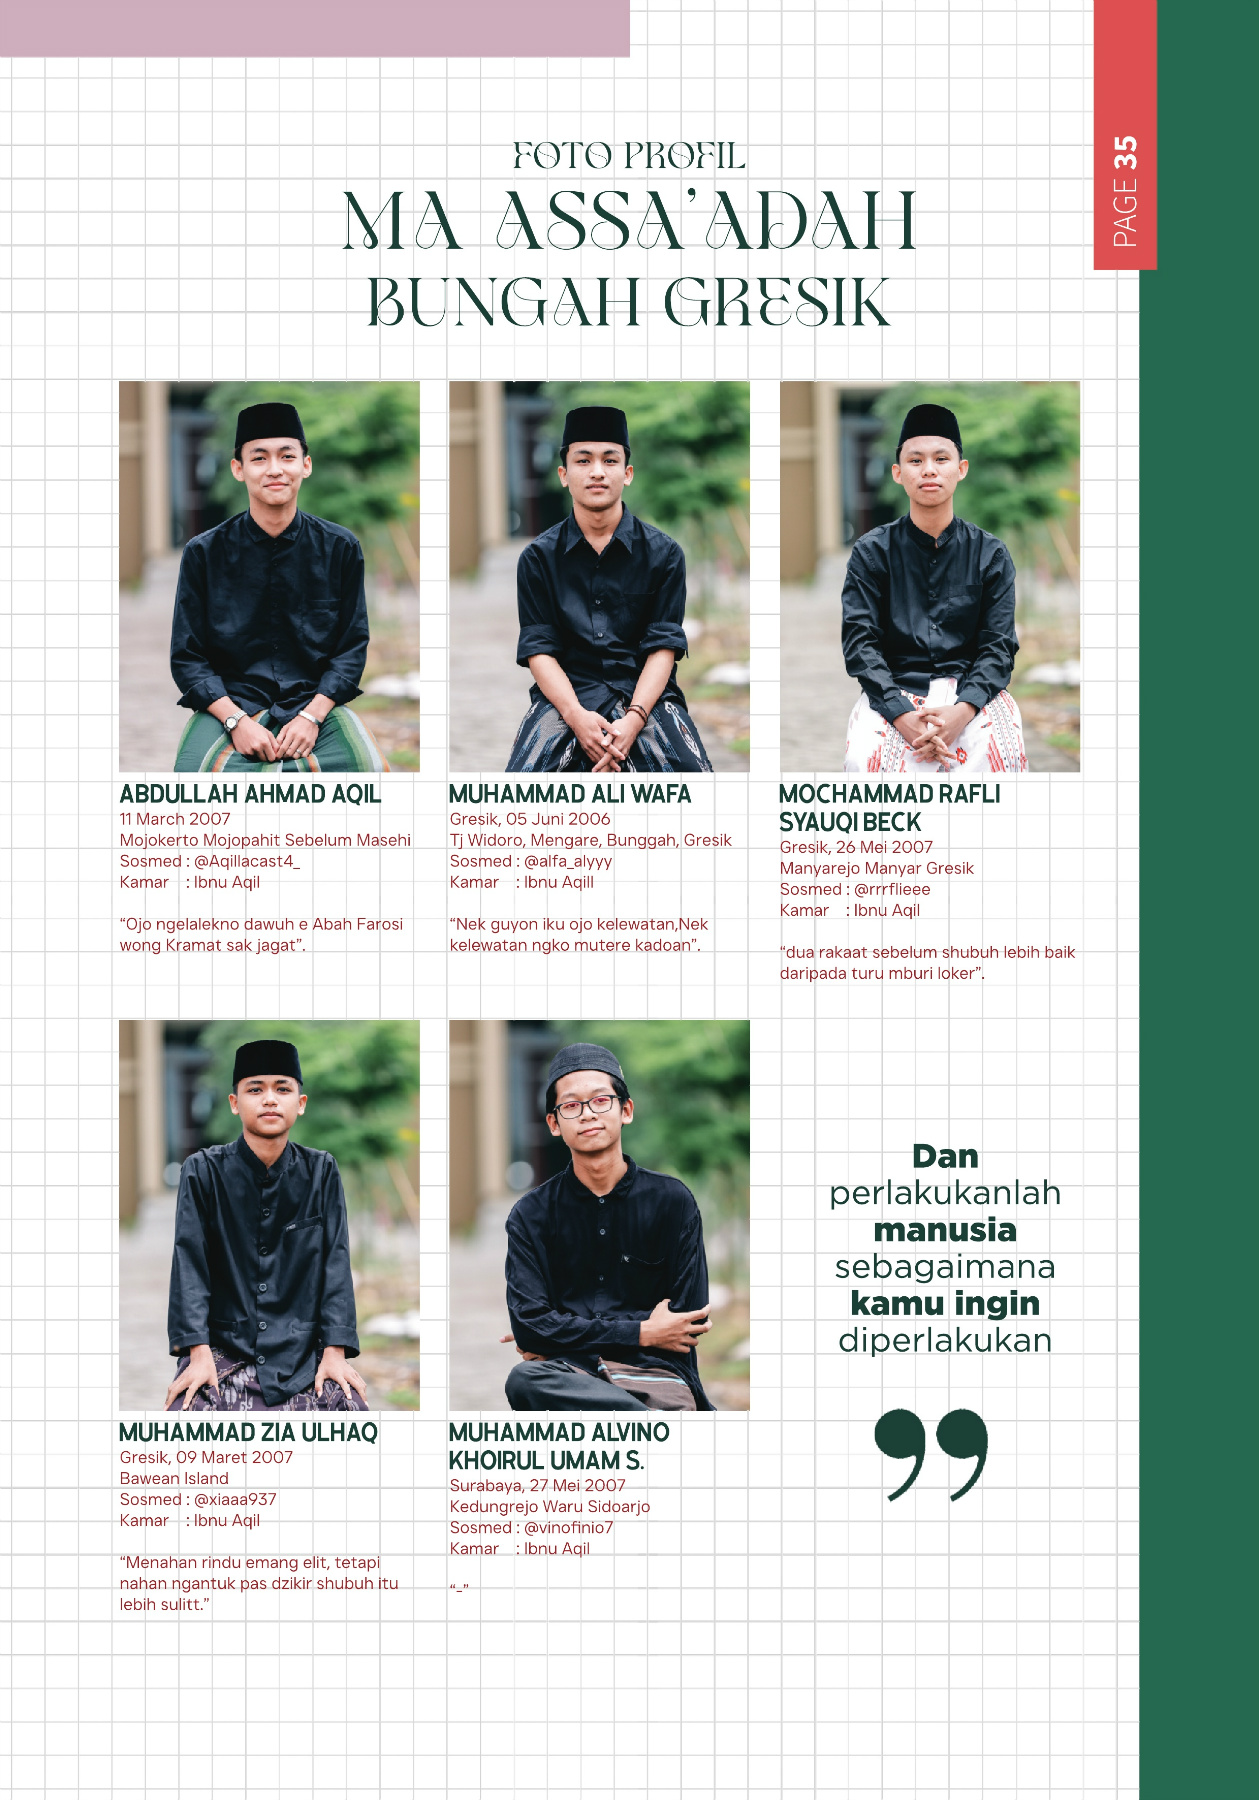 PAGE 35
FOTO PROFIL
MA ASSA'ADAH
BUNGAH GRESIK
ABDULLAH AHMAD AQIL
11 March 2007
Mojokerto Mojopahit Sebelum Masehi
Sosmed : @Aqillacast4_
Kamar : Ibnu Aqil
“Ojo ngelalekno dawuh e Abah Farosi
wong Kramat sak jagat”.
MUHAMMAD ALI WAFA
Gresik, 05 Juni 2006
Tj Widoro, Mengare, Bunggah, Gresik
Sosmed : @alfa_alyyy
Kamar : Ibnu Aqill
“Nek guyon iku ojo kelewatan,Nek
kelewatan ngko mutere kadoan”.
MOCHAMMAD RAFLI
SYAUQI BECK
Gresik, 26 Mei 2007
Manyarejo Manyar Gresik
Sosmed : @rrrflieee
Kamar : Ibnu Aqil
“dua rakaat sebelum shubuh lebih baik
daripada turu mburi loker”.
MUHAMMAD ZIA ULHAQ
Gresik, 09 Maret 2007
Bawean Island
Sosmed : @xiaaa937
Kamar : Ibnu Aqil
“Menahan rindu emang elit, tetapi
nahan ngantuk pas dzikir shubuh itu
lebih sulitt.”
MUHAMMAD ALVINO
KHOIRUL UMAM S.
Surabaya, 27 Mei 2007
Kedungrejo Waru Sidoarjo
Sosmed : @vinofinio7
Kamar : Ibnu Aqil
“-”
Dan
perlakukanlah
manusia
sebagaimana
kamu ingin
diperlakukan
”